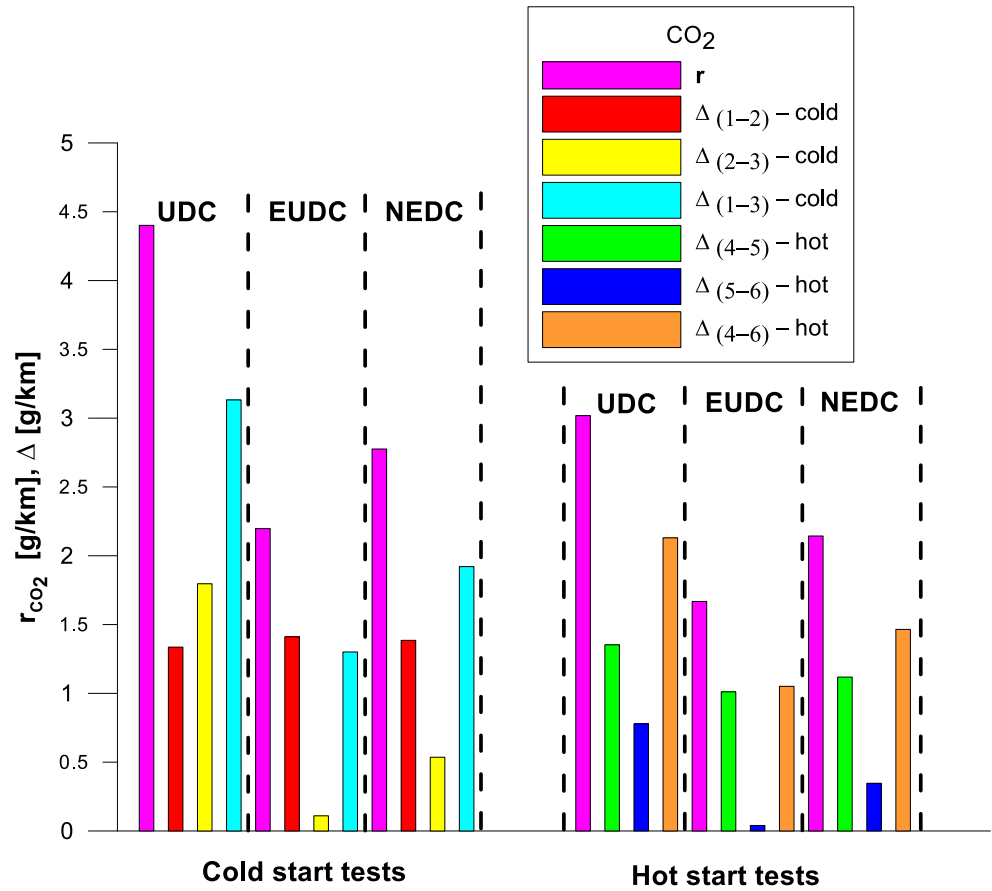 CO2
r
Δ (1–2) – cold
Δ (2–3) – cold
Δ (1–3) – cold
Δ (4–5) – hot
Δ (5–6) – hot
Δ (4–6) – hot
5
4.5
4
3.5
3
2.5
2
1.5
1
0.5
0
rCO2 [g/km], Δ [g/km]
UDC
EUDC
NEDC
UDC
EUDC
NEDC
Cold start tests
Hot start tests